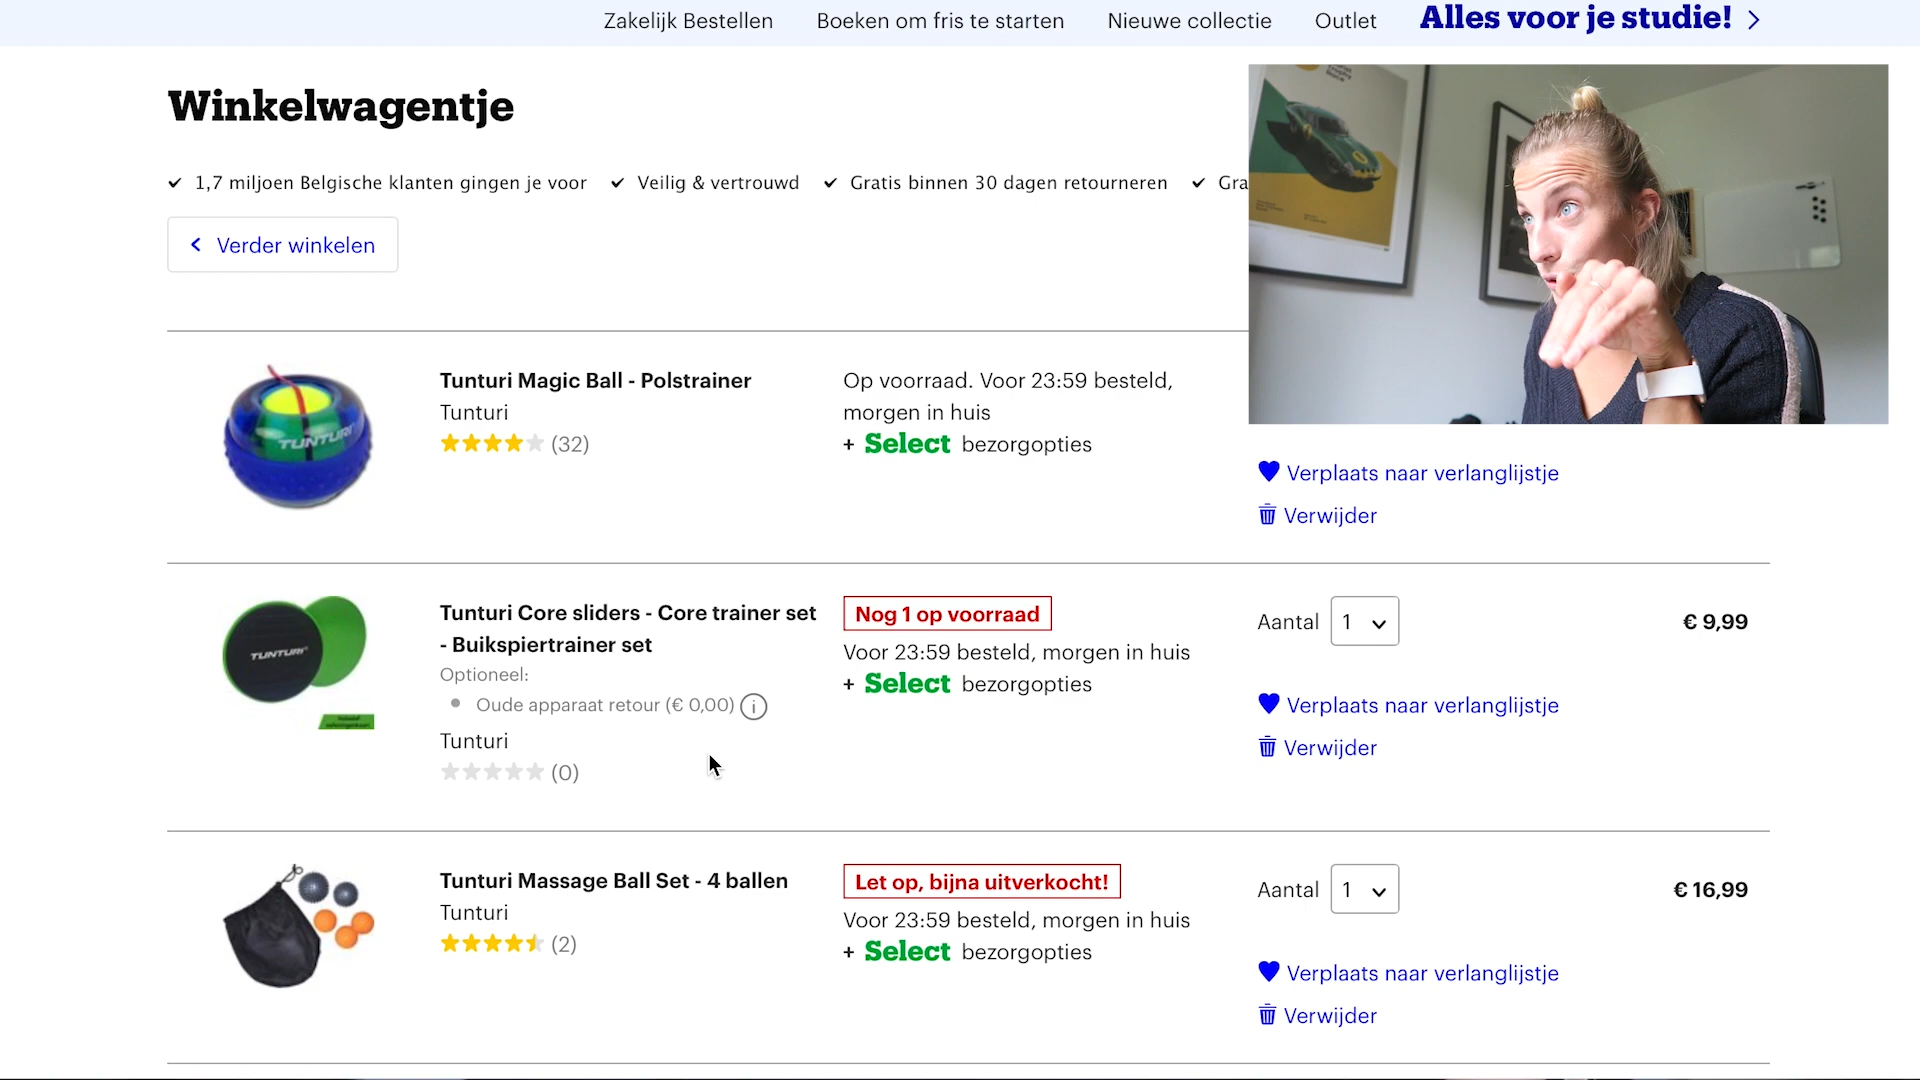 Zakelijk Bestellen Boeken om fris te starten Nieuwe collectie Outlet Alles voor je studie!
Winkelwagentje
1,7 miljoen Belgische klanten gingen je voor Veilig & vertrouwd Gratis binnen 30 dagen retourneren Gra
Verder winkelen
TUNTURI
Tunturi Magic Ball - Polstrainer
Tunturi
(32)
Op voorraad. Voor 23:59 besteld,
morgen in huis
+ Select bezorgopties
Verplaats naar verlanglijstje
Verwijder
TUNTURI
Tunturi Core sliders - Core trainer set
- Buikspiertrainer set
Optioneel:
• Oude apparaat retour (€ 0,00) i
Tunturi
(0)
Nog 1 op voorraad
Voor 23:59 besteld, morgen in huis
+ Select bezorgopties
Aantal 1
€ 9,99
Verplaats naar verlanglijstje
Verwijder
Tunturi Massage Ball Set - 4 ballen
Tunturi
(2)
Let op, bijna uitverkocht!
Voor 23:59 besteld, morgen in huis
+ Select bezorgopties
Aantal 1
€ 16,99
Verplaats naar verlanglijstje
Verwijder